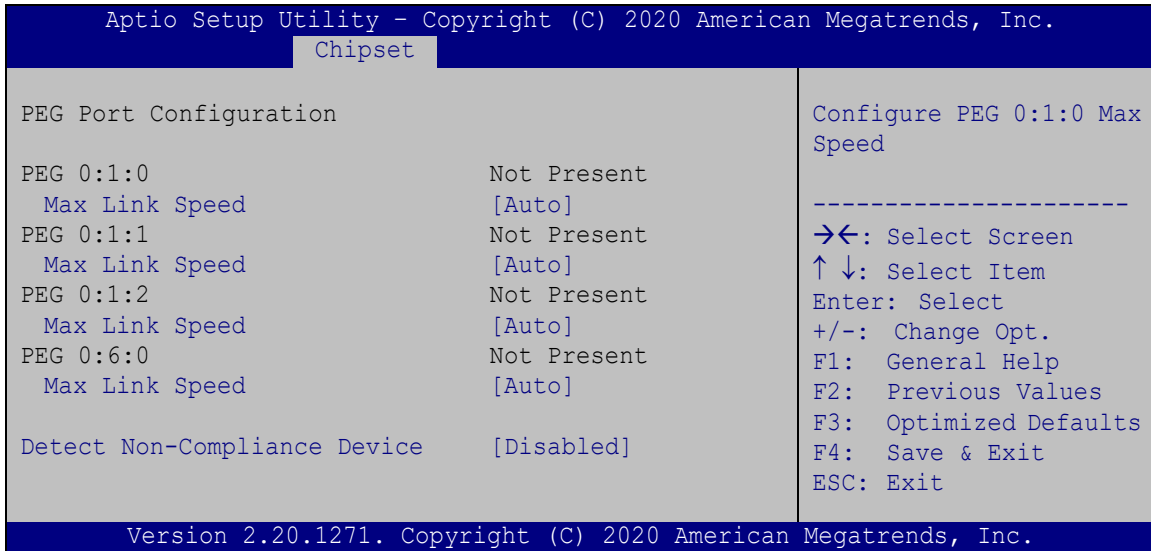 Aptio Setup Utility – Copyright (C) 2020 American Megatrends, Inc.
Chipset
PEG Port Configuration
PEG 0:1:0 Not Present
Max Link Speed [Auto]
PEG 0:1:1 Not Present
Max Link Speed [Auto]
PEG 0:1:2 Not Present
Max Link Speed [Auto]
PEG 0:6:0 Not Present
Max Link Speed [Auto]
Detect Non-Compliance Device [Disabled]
Configure PEG 0:1:0 Max
Speed
----------------------
→←: Select Screen
↑ ↓: Select Item
Enter: Select
+/-: Change Opt.
F1: General Help
F2: Previous Values
F3: Optimized Defaults
F4: Save & Exit
ESC: Exit
Version 2.20.1271. Copyright (C) 2020 American Megatrends, Inc.